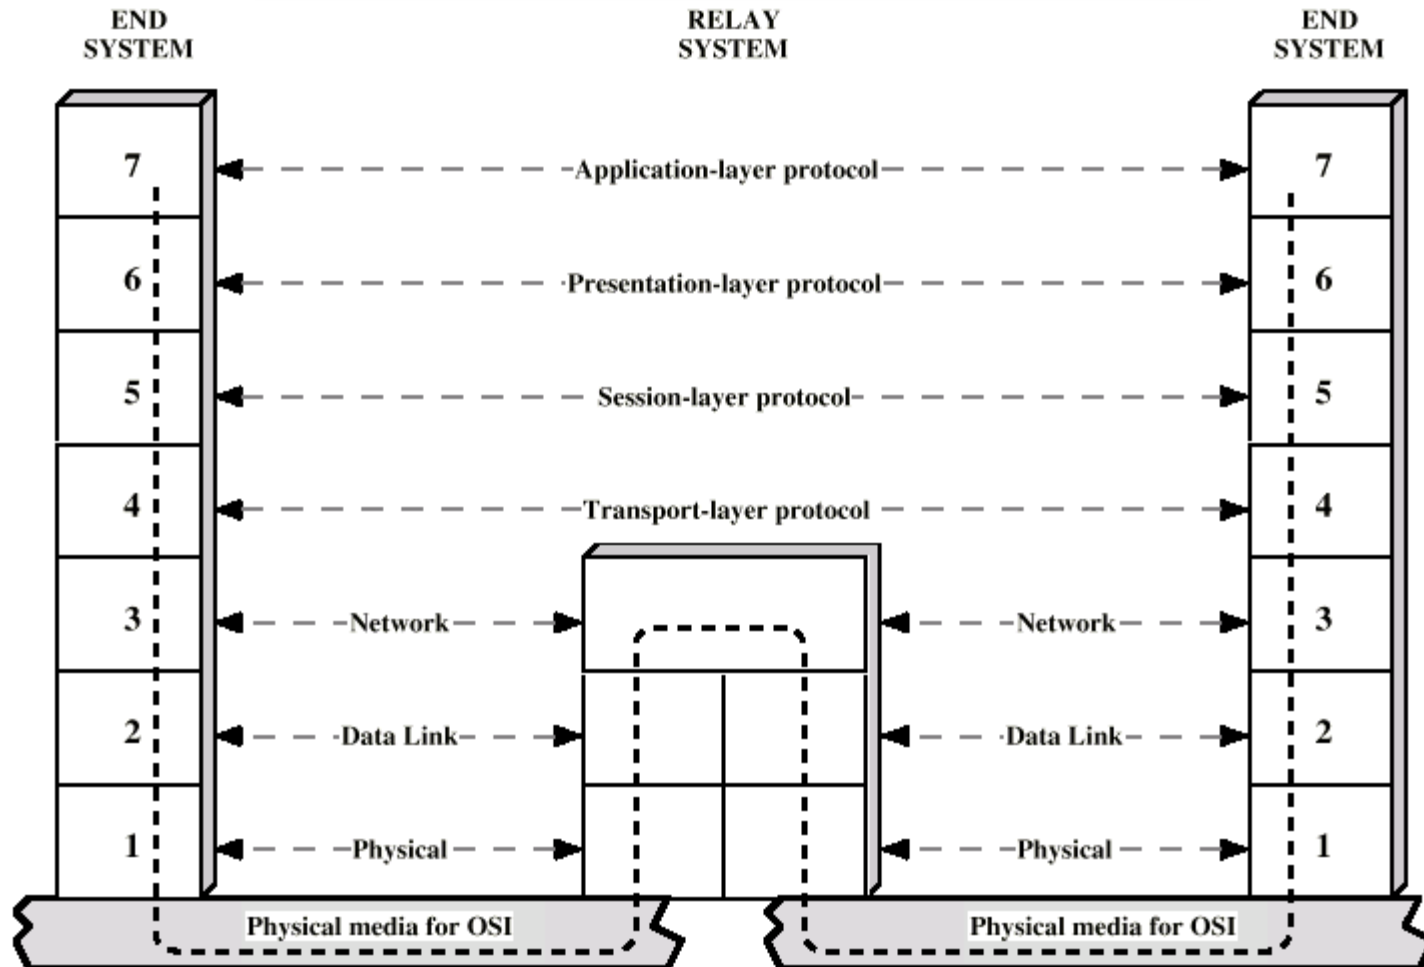 END
SYSTEM
RELAY
SYSTEM
END
SYSTEM
7
Application-layer protocol
7
6
Presentation-layer protocol
6
5
Session-layer protocol
5
4
Transport-layer protocol
4
3
Network
Network
3
2
Data Link
Data Link
2
1
Physical
Physical
1
Physical media for OSI
Physical media for OSI